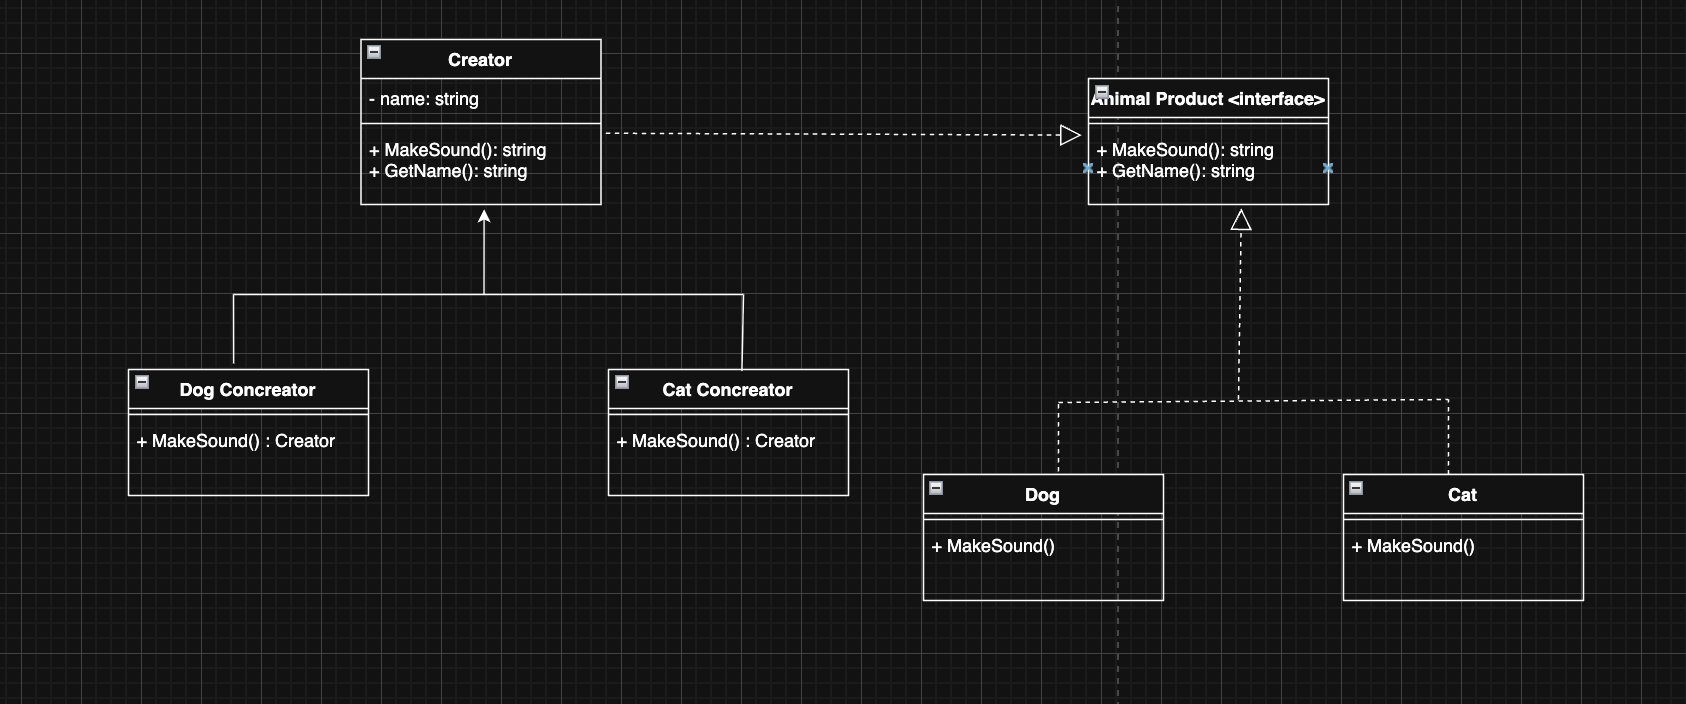 Creator
- name: string
+ MakeSound(): string
+ GetName(): string
Animal Product <interface>
+ MakeSound(): string
+ GetName(): string
Dog Concreator
+ MakeSound() : Creator
Cat Concreator
+ MakeSound() : Creator
Dog
+ MakeSound()
Cat
+ MakeSound()